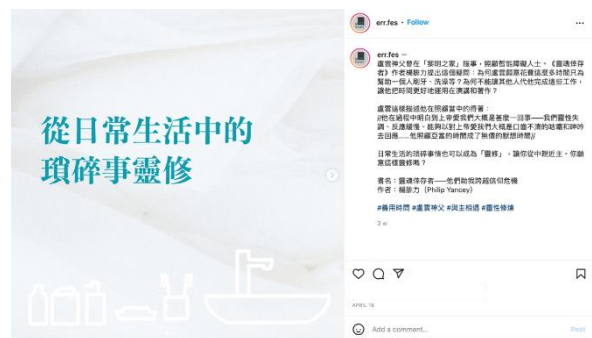 從日常生活中的
瑣碎事靈修
err.fes • Follow
err.fes —
盧雲神父曾在「黎明之家」服事，照顧智能障礙人士。《靈魂倖存
者》作者楊腓力提出這個疑問：為何盧雲願意花費這麼多時間只為
幫助一個人刷牙、洗澡等？為何不能讓其他人代他完成這些工作，
讓他把時間更好地運用在演講和著作？
盧雲這樣描述他在照顧當中的得著：
//他在過程中明白到上帝愛我們大概是甚麼一回事——我們靈性失
調、反應緩慢、能夠以對上帝愛我們大概是口齒不清的咕噥和呻吟
去回應……他照顧亞當的時間成了無價的默想時間//
日常生活的瑣碎事情也可以成為「靈修」，讓你從中親近主。你願
意這樣靈修嗎？
書名：靈魂倖存者——他們助我跨越信仰危機
作者：楊腓力（Philip Yancey）
#善用時間 #盧雲神父 #與主相遇 #靈性修煉
3 w
APRIL 18
Add a comment...
Post